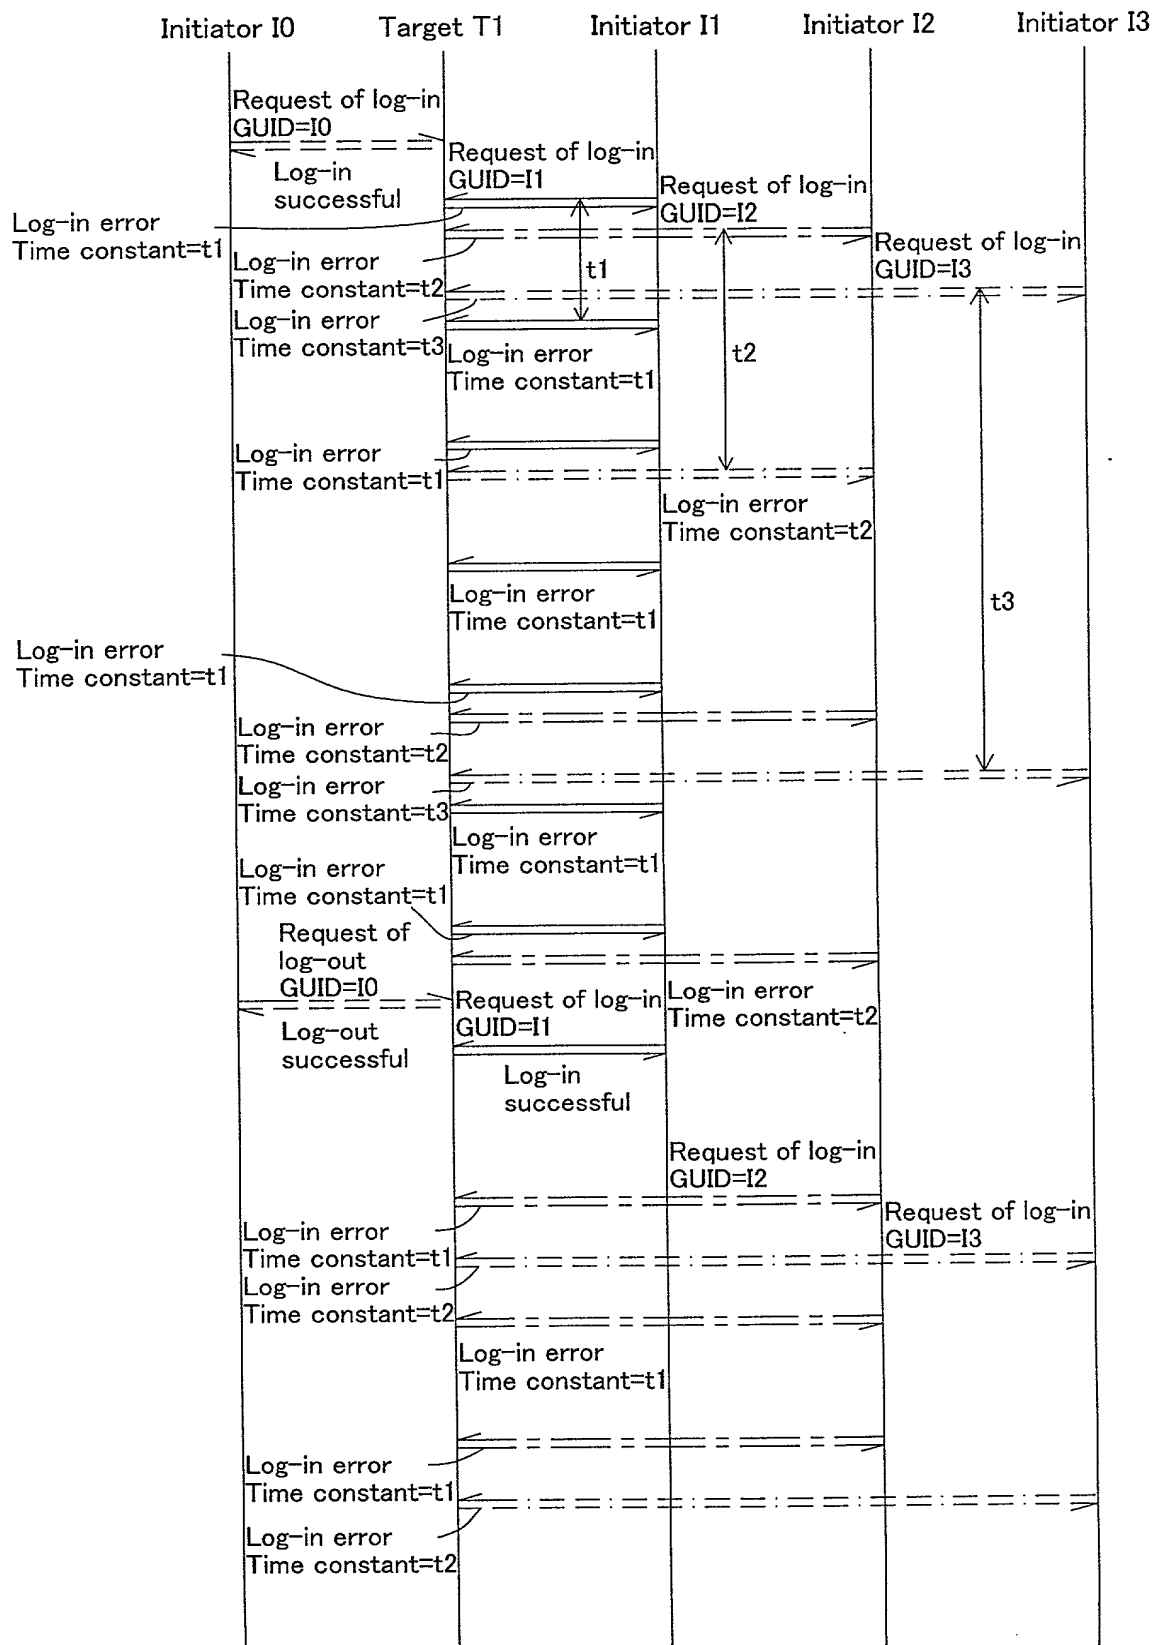 Initiator I0
Target T1
Initiator I1
Initiator I2
Initiator I3
Request of log-in
GUID=I0
Log-in
successful
Request of log-in
GUID=I1
Request of log-in
GUID=I2
Log-in error
Time constant=t1
Request of log-in
GUID=I3
Log-in error
Time constant=t2
t1
Log-in error
Time constant=t3
Log-in error
Time constant=t1
t2
Log-in error
Time constant=t1
Log-in error
Time constant=t2
Log-in error
Time constant=t1
t3
Log-in error
Time constant=t1
Log-in error
Time constant=t2
Log-in error
Time constant=t3
Log-in error
Time constant=t1
Log-in error
Time constant=t1
Request of
log-out
GUID=I0
Log-in error
Time constant=t2
Request of log-in
GUID=I1
Log-out
successful
Log-in
successful
Request of log-in
GUID=I2
Request of log-in
GUID=I3
Log-in error
Time constant=t1
Log-in error
Time constant=t2
Log-in error
Time constant=t1
Log-in error
Time constant=t1
Log-in error
Time constant=t2